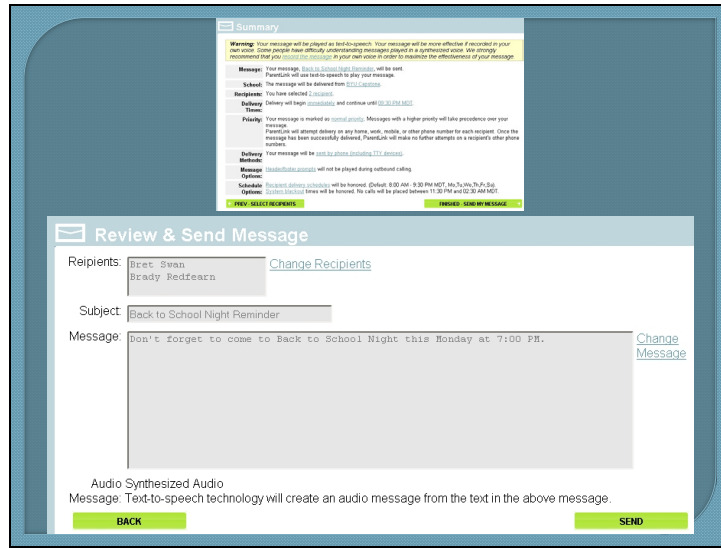 Summary
Warning: Your message will be played as text-to-speech. Your message will be more effective if recorded in your
own voice. Some people have difficulty understanding messages played in a synthesized voice. We strongly
recommend that you record the message in your own voice in order to maximize the effectiveness of your message.
Message: Your message, Back to School Night Reminder, will be sent.
ParentLink will use text-to-speech to play your message.
School: The message will be delivered from BYU Capstone.
Recipients: You have selected 2 recipient.
Delivery Times: Delivery will begin immediately and continue until 09:30 PM MDT.
Priority: Your message is marked as normal priority. Messages with a higher priority will take precedence over your
message.
ParentLink will attempt delivery on any home, work, mobile, or other phone number for each recipient. Once the
message has been successfully delivered, ParentLink will make no further attempts on a recipient's other phone
numbers.
Delivery Methods: Your message will be sent by phone (including TTY devices).
Message Options: Header/footer prompts will not be played during outbound calling.
Schedule Options: Recipient delivery schedules will be honored. (Default: 8:00 AM - 9:30 PM MDT, Mo,Tu,We,Th,Fr,Sa).
System blackout times will be honored. No calls will be placed between 11:30 PM and 02:30 AM MDT.
PREV - SELECT RECIPIENTS
FINISHED - SEND MY MESSAGE
Review & Send Message
Reipients: Bret Swan
Brady Redfearn
Change Recipients
Subject: Back to School Night Reminder
Message: Don't forget to come to Back to School Night this Monday at 7:00 PM.
Change
Message
Audio Synthesized Audio
Message: Text-to-speech technology will create an audio message from the text in the above message.
BACK
SEND